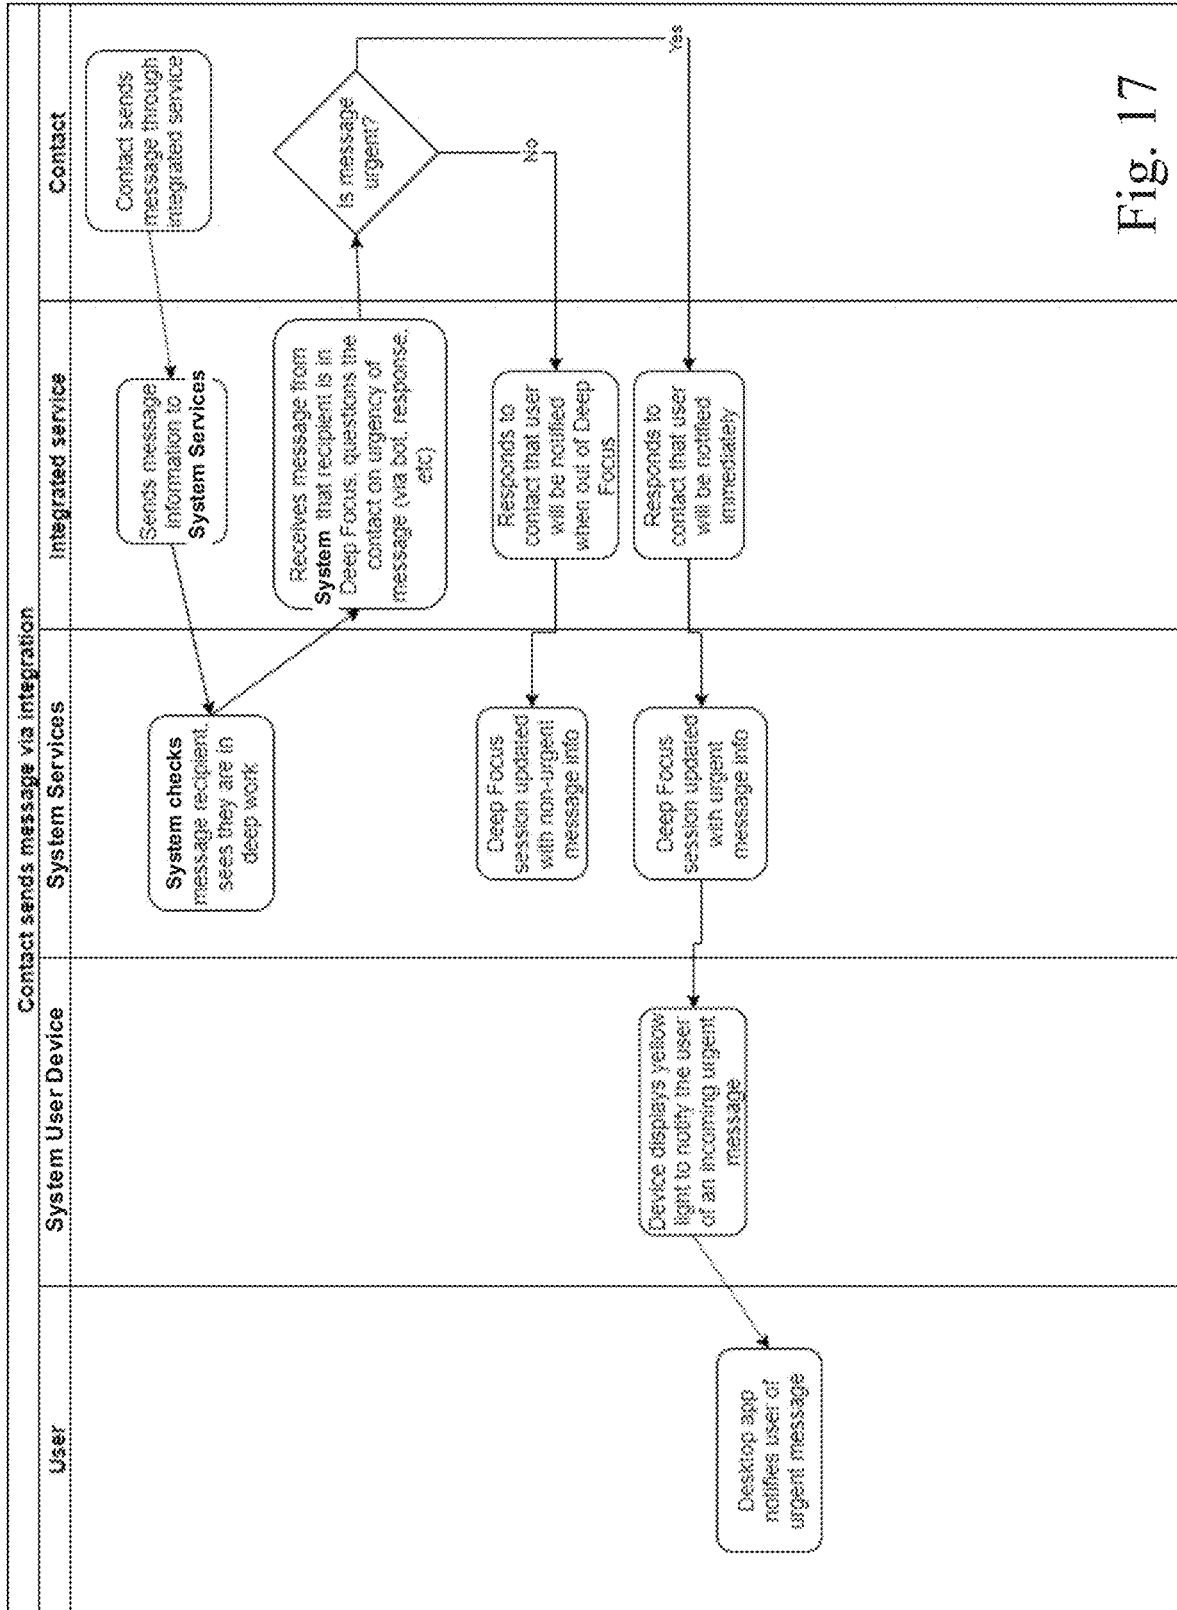 Contact sends message via integration
User
System User Device
System Services
Integrated service
Contact
Contact sends
message through
integrated service
Sends message
information to
System Services
System checks
message recipient,
sees they are in
deep work
Receives message from
System that recipient is in
Deep Focus, questions the
contact on urgency of
message (via bot, response,
etc)
Is message
urgent?
No
Yes
Responds to
contact that user
will be notified
when out of Deep
Focus
Responds to
contact that user
will be notified
immediately
Deep Focus
session updated
with non-urgent
message info
Deep Focus
session updated
with urgent
message info
Device displays yellow
light to notify the user
of an incoming urgent
message
Desktop app
notifies user of
urgent message
Fig. 17